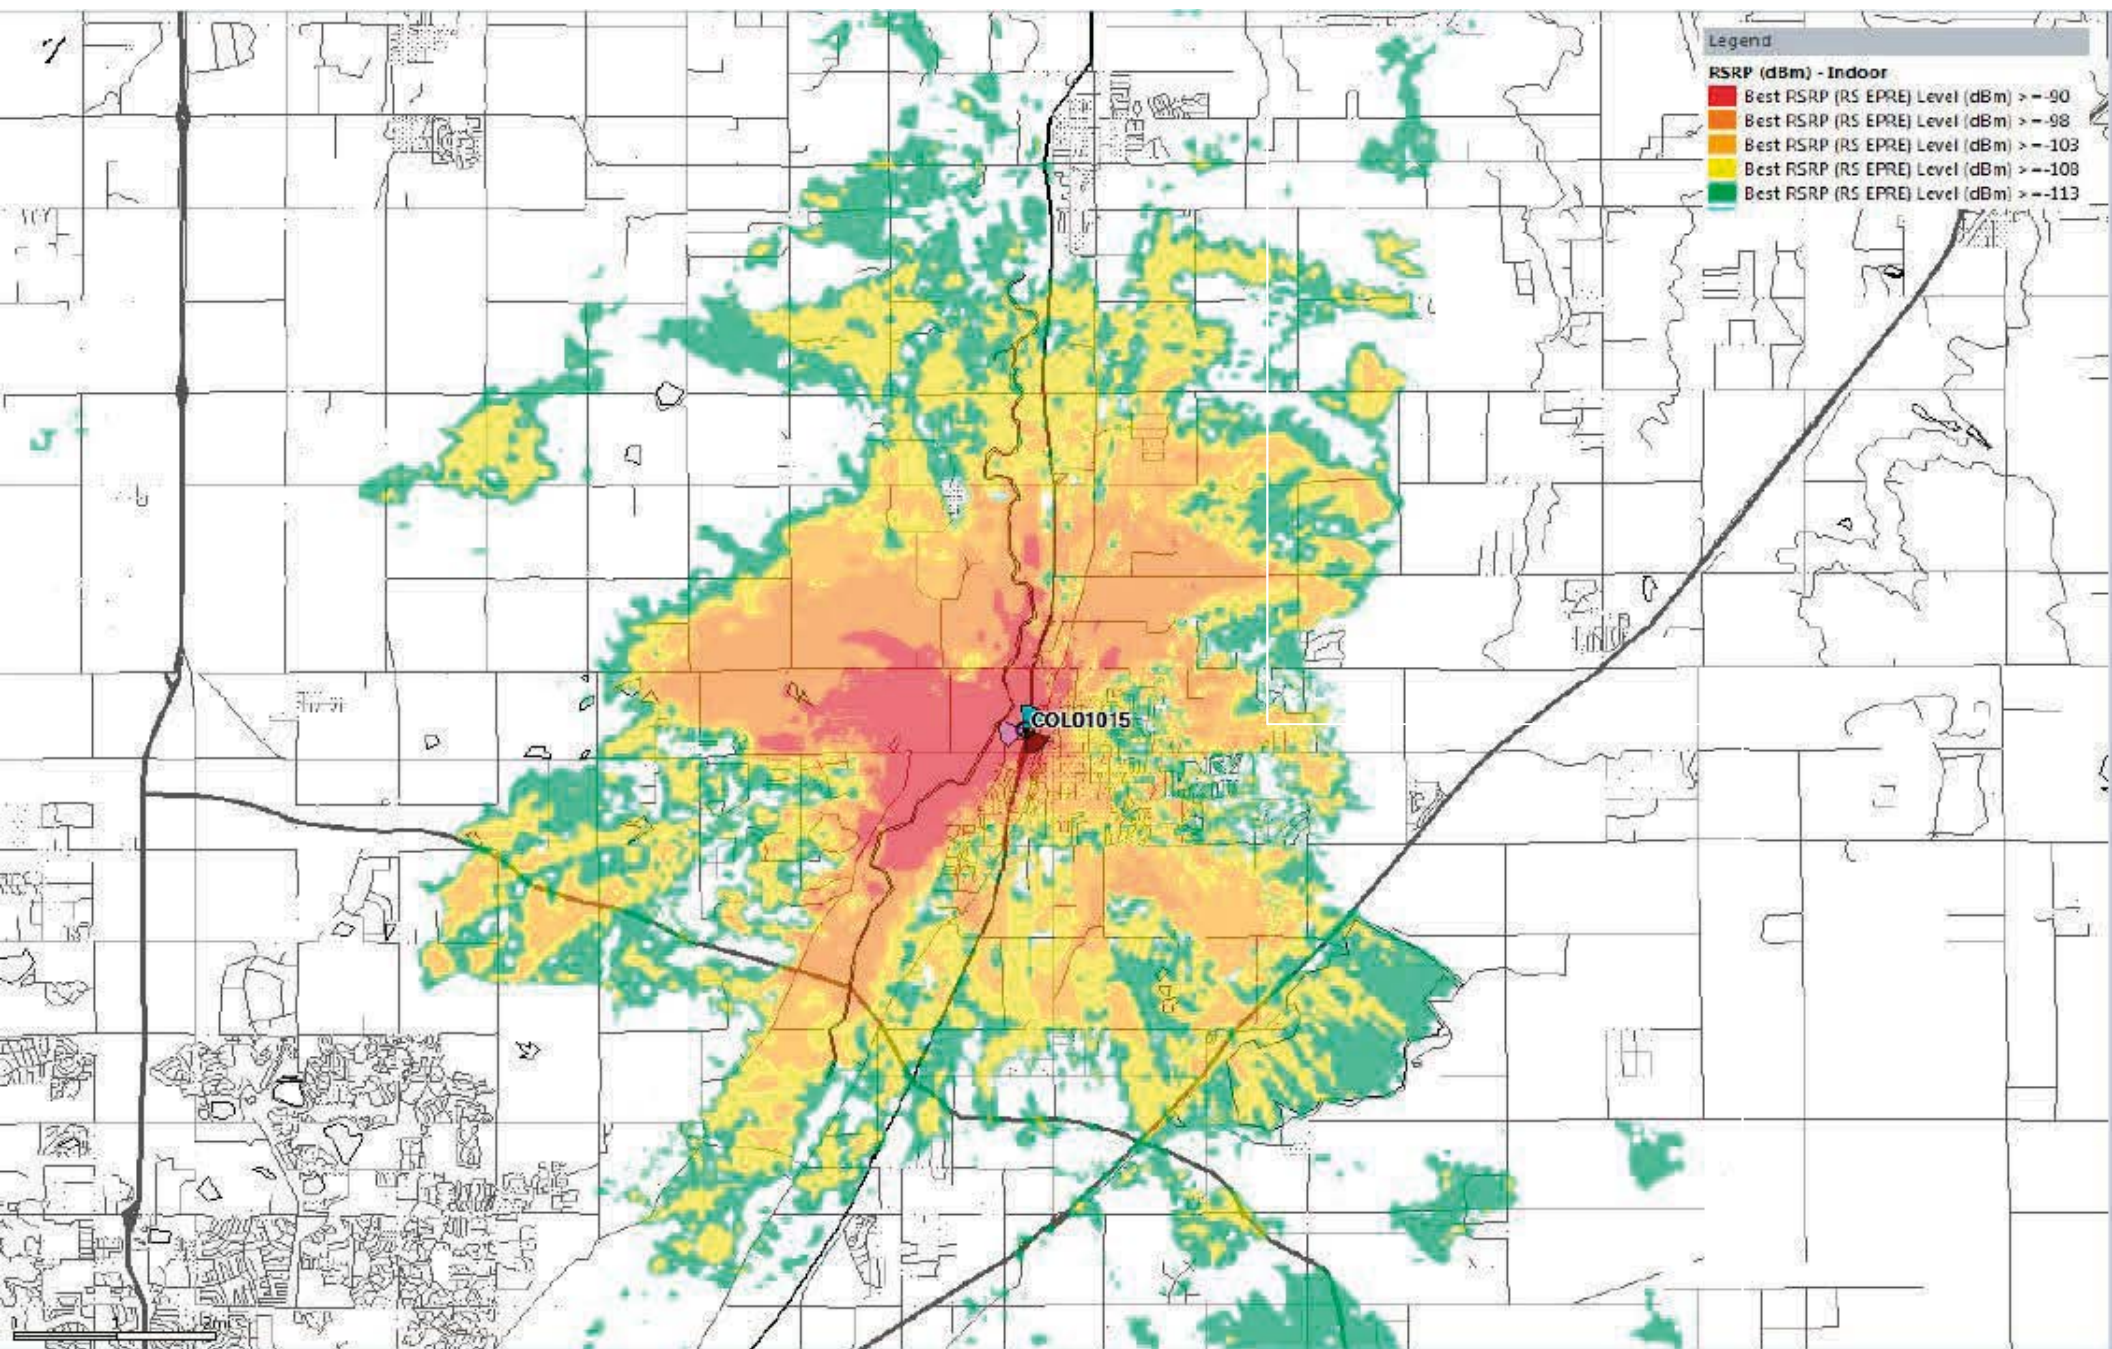 Legend
RSRP (dBm) - Indoor
Best RSRP (RS EPRE) Level (dBm) >=-90
Best RSRP (RS EPRE) Level (dBm) >=-98
Best RSRP (RS EPRE) Level (dBm) >=-103
Best RSRP (RS EPRE) Level (dBm) >=-108
Best RSRP (RS EPRE) Level (dBm) >=-113
COL01015
2mi